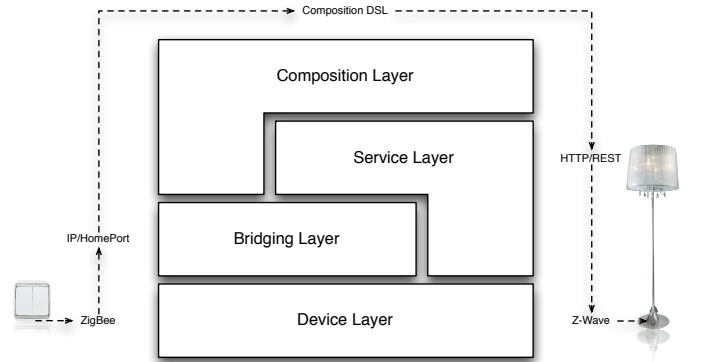 Composition DSL
Composition Layer
Service Layer
HTTP/REST
IP/HomePort
Bridging Layer
ZigBee
Device Layer
Z-Wave